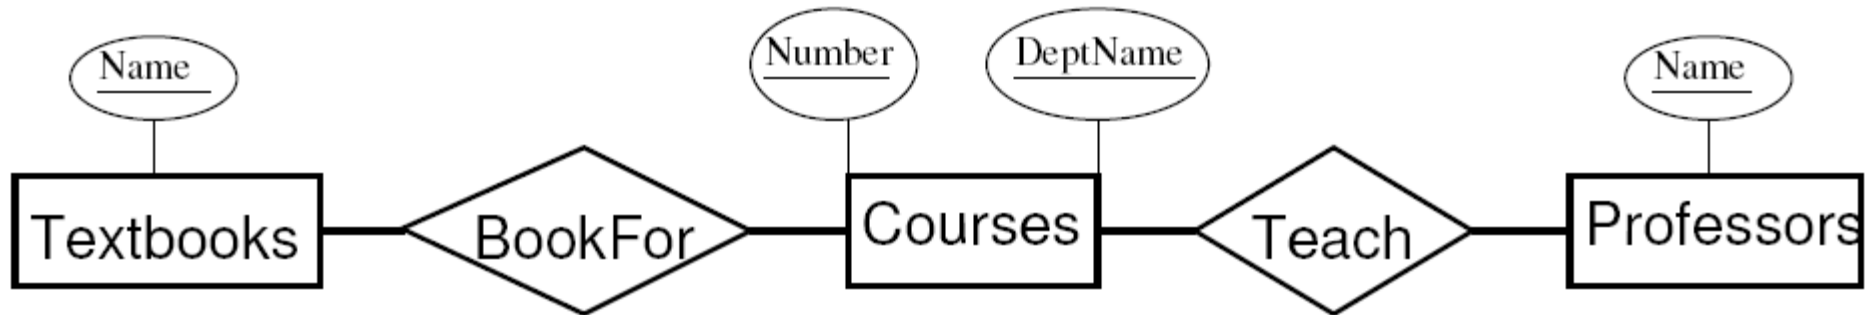 Name
Number
DeptName
Name
Textbooks
BookFor
Courses
Teach
Professors